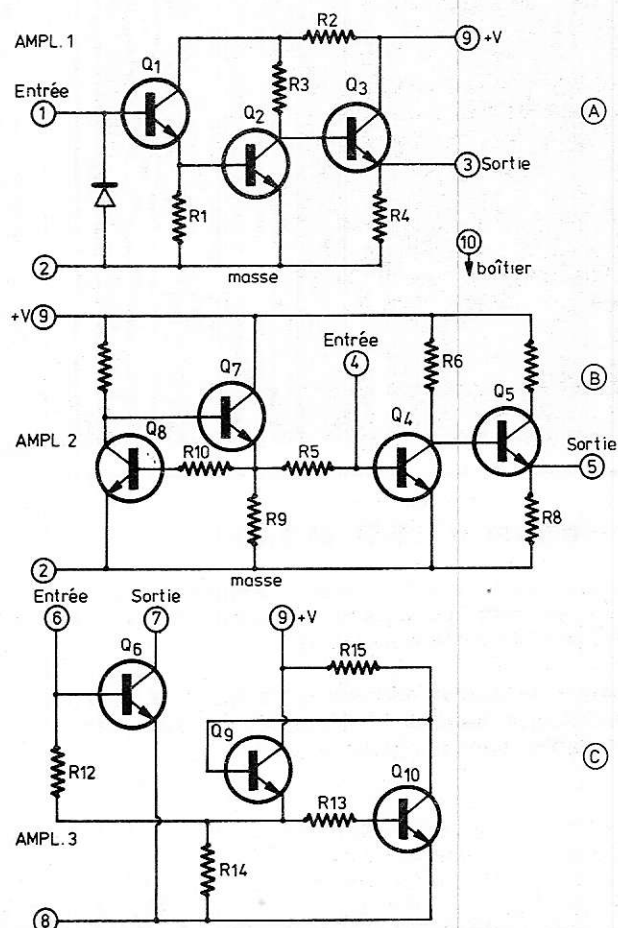 AMPL.1
R2
9 +V
Entrée
Q1
R3
Q3
1
Q2
A
3 Sortie
R1
R4
10
2
masse
boîtier
+V 9
Entrée
Q7
4
R6
Q5
B
Q8
Q4
AMPL 2
R10
R5
Sortie
5
R9
R8
2
masse
Entrée
Sortie
6
7
9 +V
Q6
R15
Q9
R12
Q10
C
R13
AMPL.3
R14
8